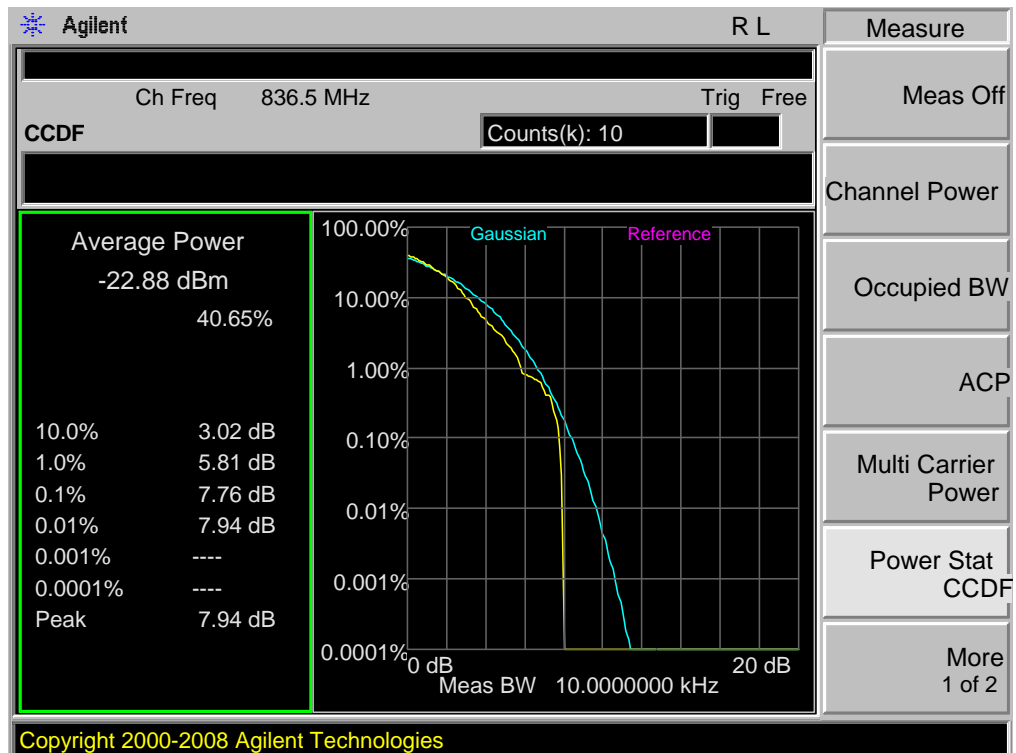 Agilent R L Measure
Ch Freq 836.5 MHz Trig Free
CCDF Counts(k): 10
Average Power
-22.88 dBm
40.65%
10.0% 3.02 dB
1.0% 5.81 dB
0.1% 7.76 dB
0.01% 7.94 dB
0.001% ----
0.0001% ----
Peak 7.94 dB
Gaussian Reference
100.00%
10.00%
1.00%
0.10%
0.01%
0.001%
0.0001%
0 dB 20 dB
Meas BW 10.0000000 kHz
Meas Off
Channel Power
Occupied BW
ACP
Multi Carrier
Power
Power Stat
CCDF
More
1 of 2
Copyright 2000-2008 Agilent Technologies